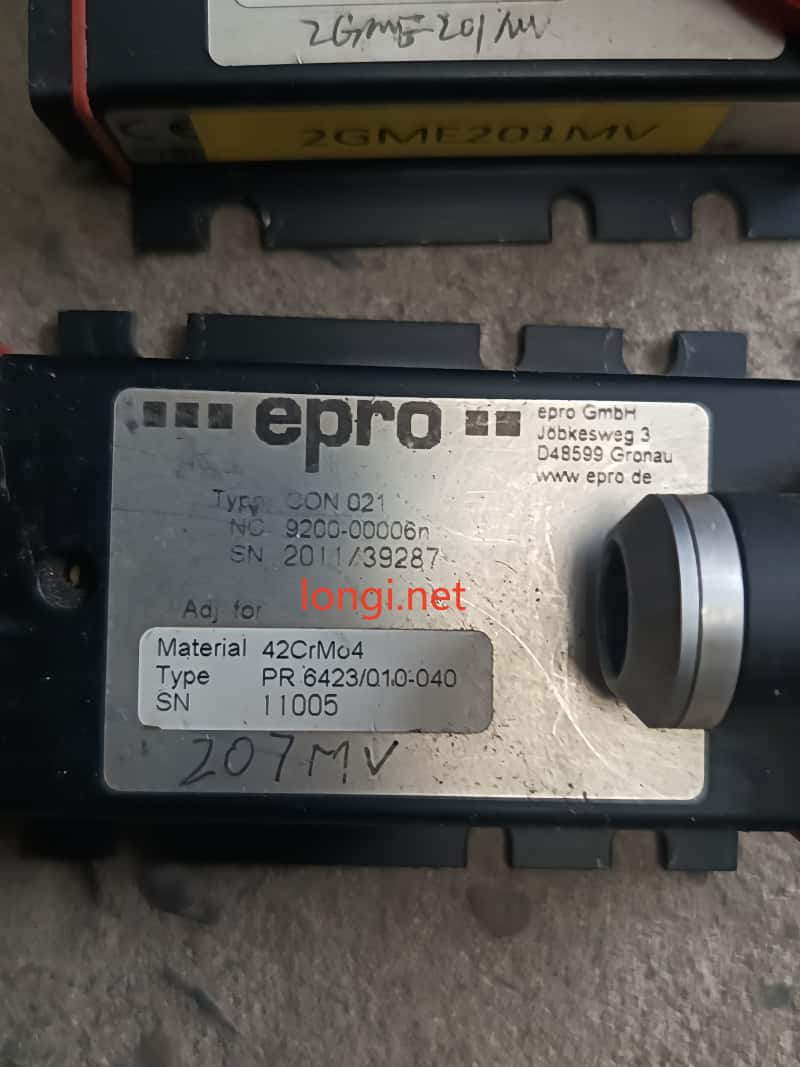 2GME201MV
CE 2GME201MV
epro
epro GmbH
Jöbkesweg 3
D48599 Gronau
www epro de
Type CON 021
NC 9200-00006n
SN 2011/39287
Adj for
longi.net
Material 42CrMo4
Type PR 6423/010-040
SN 11005
207MV